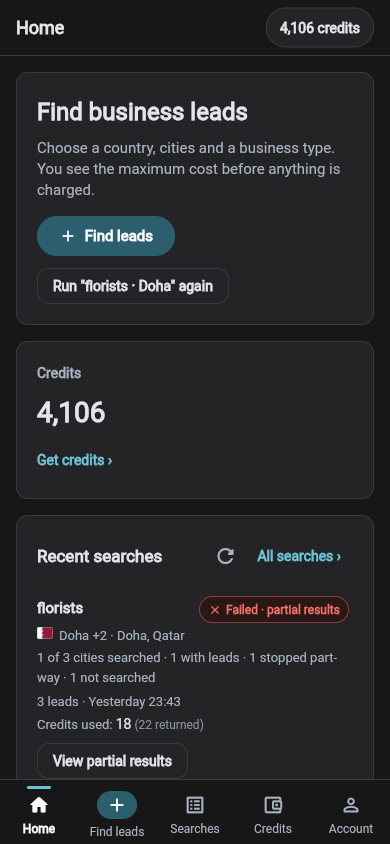 Home
4,106 credits
Find business leads
Choose a country, cities and a business type.
You see the maximum cost before anything is
charged.
+ Find leads
Run "florists · Doha" again
Credits
4,106
Get credits ›
Recent searches
All searches ›
florists
× Failed · partial results
Doha +2 · Doha, Qatar
1 of 3 cities searched · 1 with leads · 1 stopped part-
way · 1 not searched
3 leads · Yesterday 23:43
Credits used: 18 (22 returned)
View partial results
Home
Find leads
Searches
Credits
Account